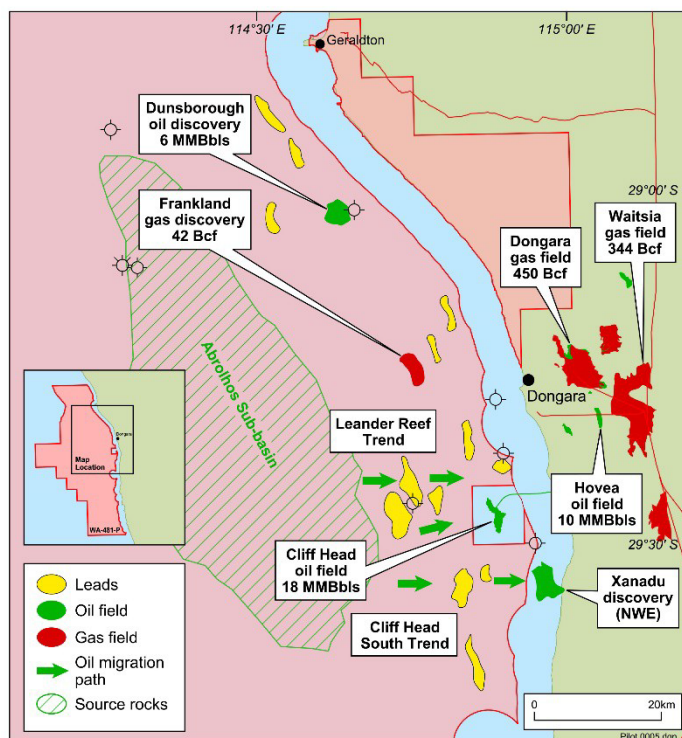 114°30' E
115°00' E
Geraldton
Dunsborough
oil discovery
6 MMBbls
Frankland
gas discovery
42 Bcf
29°00' S
Waitsia
gas field
344 Bcf
Dongara
gas field
450 Bcf
Abrolhos Sub-basin
Dongara
Leander Reef
Trend
Dongara
Map
Location
WA-481-P
Hovea
oil field
10 MMBbls
29°30' S
Cliff Head
oil field
18 MMBbls
Xanadu
discovery
(NWE)
Cliff Head
South Trend
Leads
Oil field
Gas field
Oil migration
path
Source rocks
0
20km
Pilot 0005.dgn